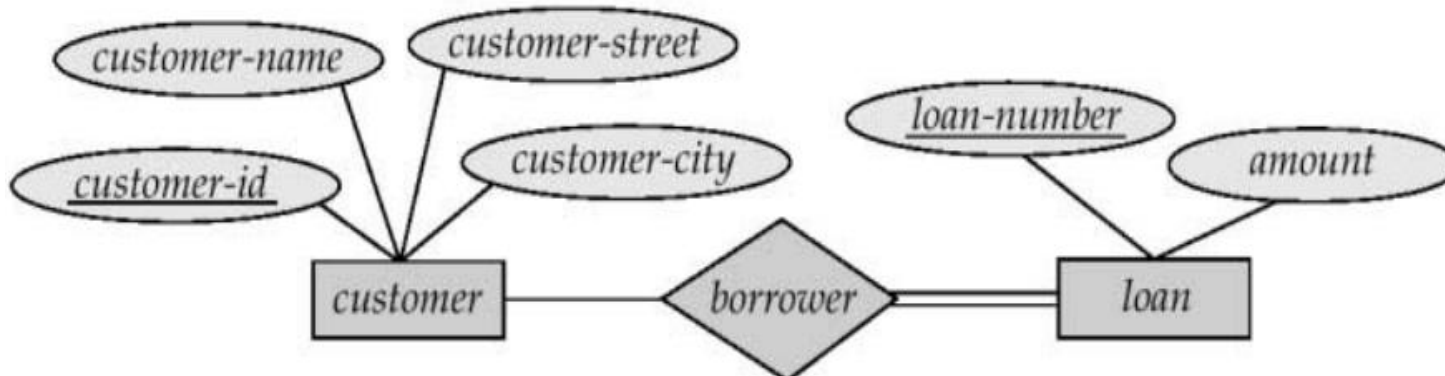 customer-name
customer-street
customer-id
customer-city
loan-number
amount
customer
borrower
loan